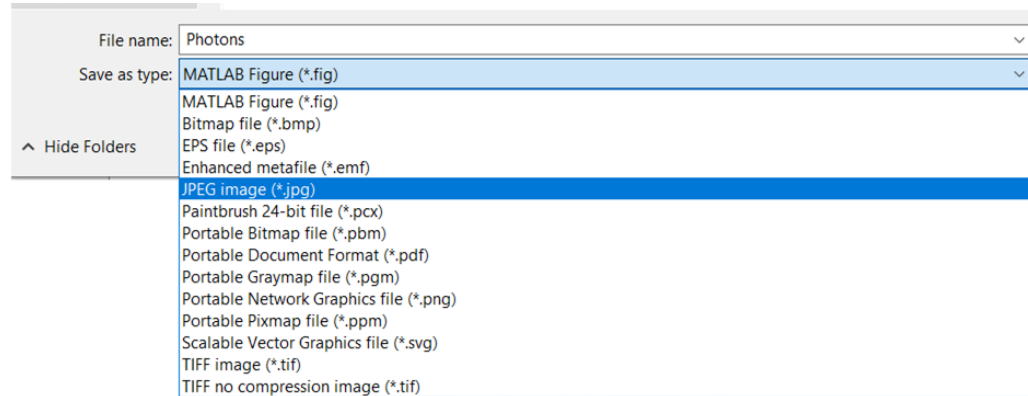 File name: Photons
Save as type: MATLAB Figure (*.fig)
MATLAB Figure (*.fig)
Bitmap file (*.bmp)
Hide Folders
EPS file (*.eps)
Enhanced metafile (*.emf)
JPEG image (*.jpg)
Paintbrush 24-bit file (*.pcx)
Portable Bitmap file (*.pbm)
Portable Document Format (*.pdf)
Portable Graymap file (*.pgm)
Portable Network Graphics file (*.png)
Portable Pixmap file (*.ppm)
Scalable Vector Graphics file (*.svg)
TIFF image (*.tif)
TIFF no compression image (*.tif)